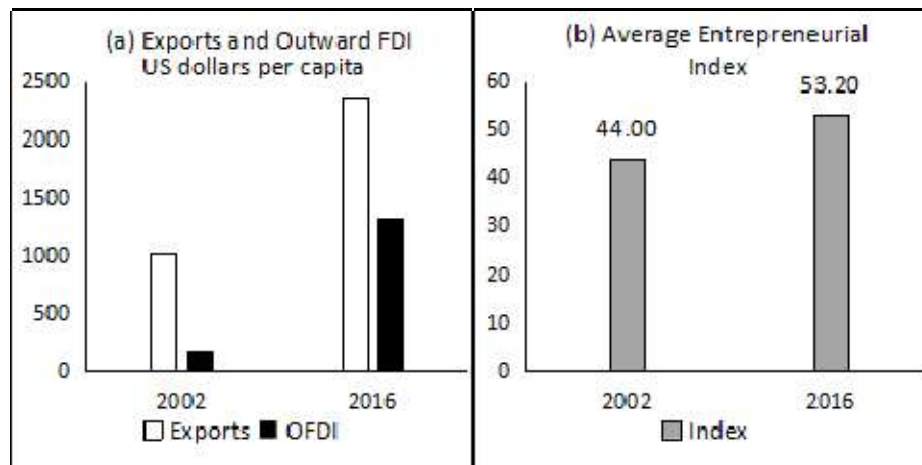 (a) Exports and Outward FDI
US dollars per capita
2500
2000
1500
1000
500
0
2002 2016
Exports OFDI
(b) Average Entrepreneurial
Index
60
50
40
30
20
10
0
44.00
53.20
2002 2016
Index